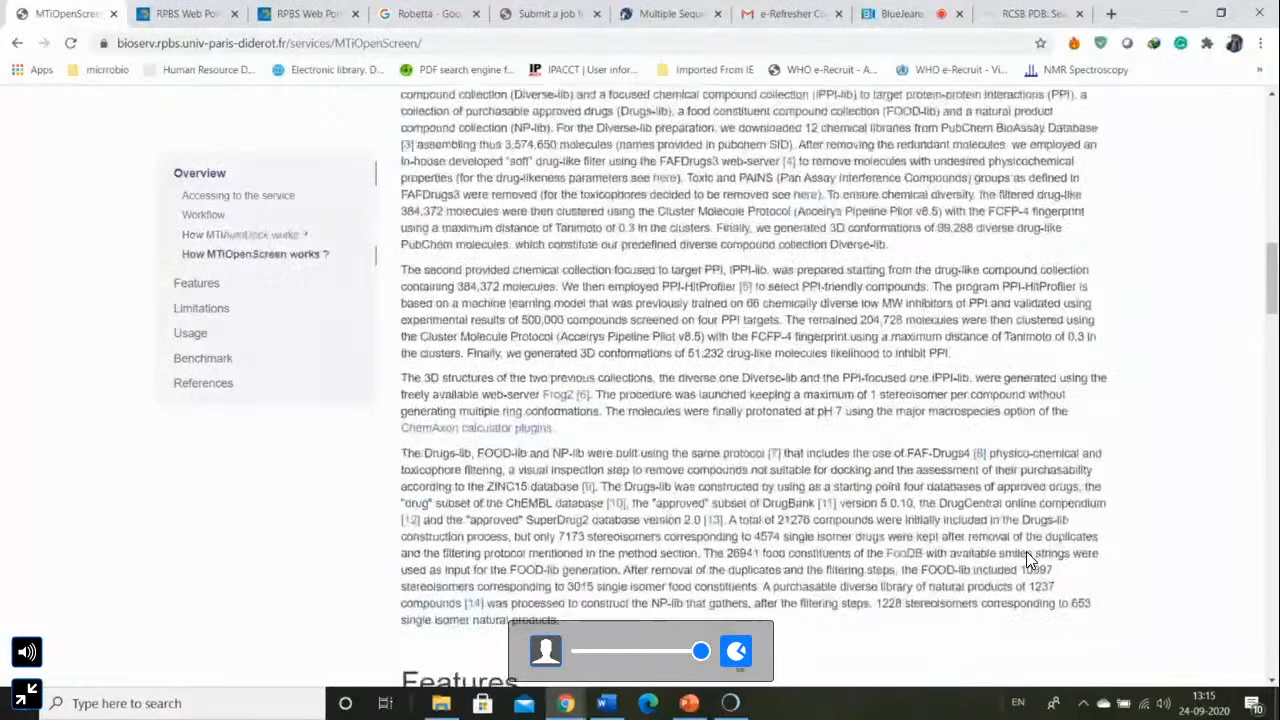 MTiOpenScreen
RPBS Web Por
RPBS Web Por
Robetta - Goo
Submit a job f
Multiple Sequ
e-Refresher Co
BlueJeans
RCSB PDB: Sea
bioserv.rpbs.univ-paris-diderot.fr/services/MTiOpenScreen/
Apps
micrrobio
Human Resource D...
Electronic library. D...
PDF search engine f...
IPACCT | User infor...
Imported From IE
WHO e-Recruit - A...
WHO e-Recruit - Vi...
NMR Spectroscopy
»
compound collection (Diverse-lib) and a focused chemical compound collection (iPPI-lib) to target protein-protein interactions (PPI), a
collection of purchasable approved drugs (Drugs-lib), a food constituent compound collection (FOOD-lib) and a natural product
compound collection (NP-lib). For the Diverse-lib preparation, we downloaded 12 chemical libraries from PubChem BioAssay Database
[3] assembling thus 3,574,650 molecules (names provided in pubchem SID). After removing the redundant molecules, we employed an
in-house developed "soft" drug-like filter using the FAFDrugs3 web-server [4] to remove molecules with undesired physicochemical
properties (for the drug-likeness parameters see here). Toxic and PAINS (Pan Assay Interference Compounds) groups as defined in
FAFDrugs3 were removed (for the toxicophores decided to be removed see here). To ensure chemical diversity, the filtered drug-like
384,372 molecules were then clustered using the Cluster Molecule Protocol (Accelrys Pipeline Pilot v8.5) with the FCFP-4 fingerprint
using a maximum distance of Tanimoto of 0.3 in the clusters. Finally, we generated 3D conformations of 99,288 diverse drug-like
PubChem molecules, which constitute our predefined diverse compound collection Diverse-lib.
Overview
Accessing to the service
Workflow
How MTiAutoDock works ?
How MTiOpenScreen works ?
Features
Limitations
Usage
Benchmark
References
The second provided chemical collection focused to target PPI, iPPI-lib, was prepared starting from the drug-like compound collection
containing 384,372 molecules. We then employed PPI-HitProfiler [5] to select PPI-friendly compounds. The program PPI-HitProfiler is
based on a machine learning model that was previously trained on 66 chemically diverse low MW inhibitors of PPI and validated using
experimental results of 500,000 compounds screened on four PPI targets. The remained 204,728 molecules were then clustered using
the Cluster Molecule Protocol (Accelrys Pipeline Pilot v8.5) with the FCFP-4 fingerprint using a maximum distance of Tanimoto of 0.3 in
the clusters. Finally, we generated 3D conformations of 51,232 drug-like molecules likelihood to inhibit PPI.
The 3D structures of the two previous collections, the diverse one Diverse-lib and the PPI-focused one iPPI-lib, were generated using the
freely available web-server Frog2 [6]. The procedure was launched keeping a maximum of 1 stereoisomer per compound without
generating multiple ring conformations. The molecules were finally protonated at pH 7 using the major macrospecies option of the
ChemAxon calculator plugins.
The Drugs-lib, FOOD-lib and NP-lib were built using the same protocol [7] that includes the use of FAF-Drugs4 [8] physico-chemical and
toxicophore filtering, a visual inspection step to remove compounds not suitable for docking and the assessment of their purchasability
according to the ZINC15 database [9]. The Drugs-lib was constructed by using as a starting point four databases of approved drugs, the
"drug" subset of the ChEMBL database [10], the "approved" subset of DrugBank [11] version 5.0.10, the DrugCentral online compendium
[12] and the "approved" SuperDrug2 database version 2.0 [13]. A total of 21276 compounds were initially included in the Drugs-lib
construction process, but only 7173 stereoisomers corresponding to 4574 single isomer drugs were kept after removal of the duplicates
and the filtering protocol mentioned in the method section. The 26941 food constituents of the FooDB with available smiles strings were
used as input for the FOOD-lib generation. After removal of the duplicates and the filtering steps, the FOOD-lib included 10997
stereoisomers corresponding to 3015 single isomer food constituents. A purchasable diverse library of natural products of 1237
compounds [14] was processed to construct the NP-lib that gathers, after the filtering steps, 1228 stereoisomers corresponding to 653
single isomer natural products.
Features
Type here to search
EN
13:15
24-09-2020
10